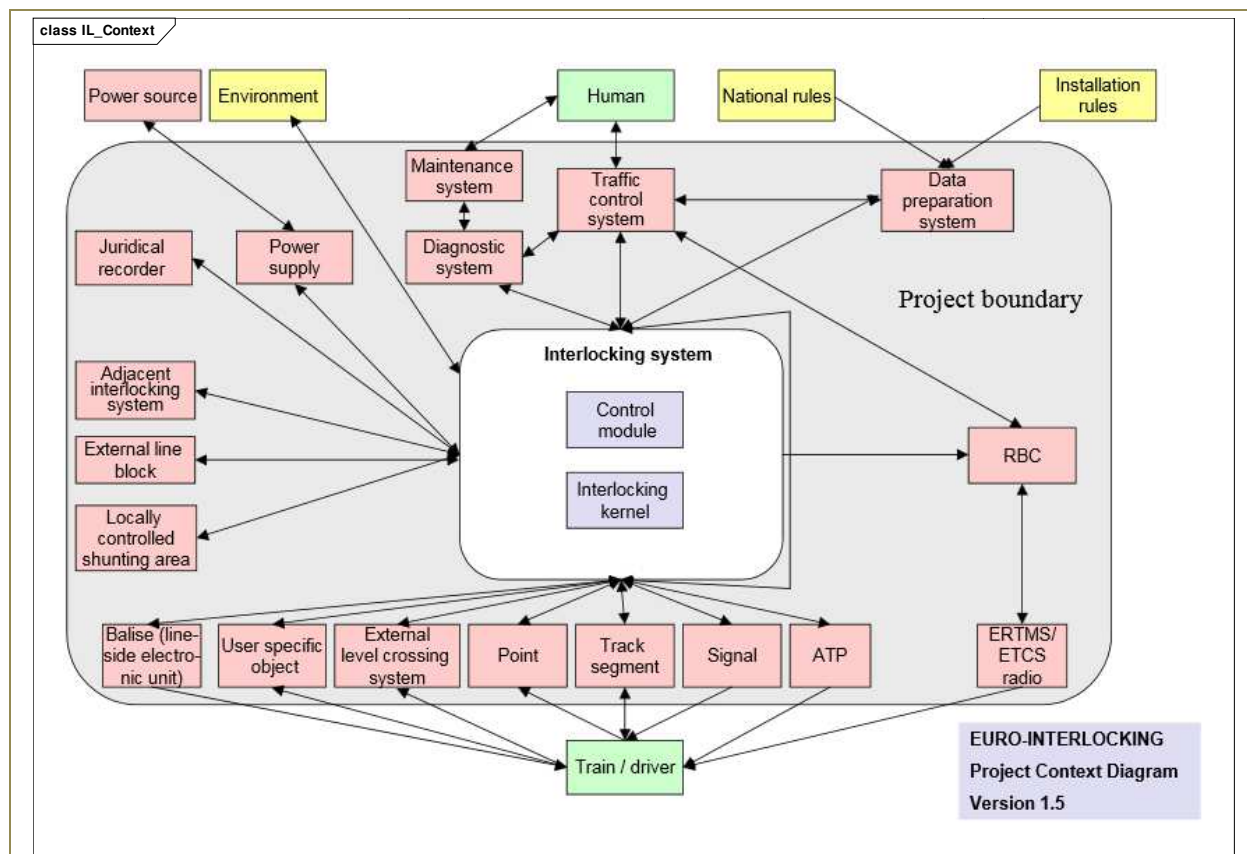 class IL_Context
Power source
Environment
Human
National rules
Installation
rules
Maintenance
system
Traffic
control
system
Data
preparation
system
Juridical
recorder
Power
supply
Diagnostic
system
Project boundary
Interlocking system
Adjacent
interlocking
system
Control
module
External line
block
RBC
Interlocking
kernel
Locally
controlled
shunting area
Balise (line-
side electro-
nic unit)
User specific
object
External
level crossing
system
Point
Track
segment
Signal
ATP
ERTMS/
ETCS
radio
Train / driver
EURO-INTERLOCKING
Project Context Diagram
Version 1.5